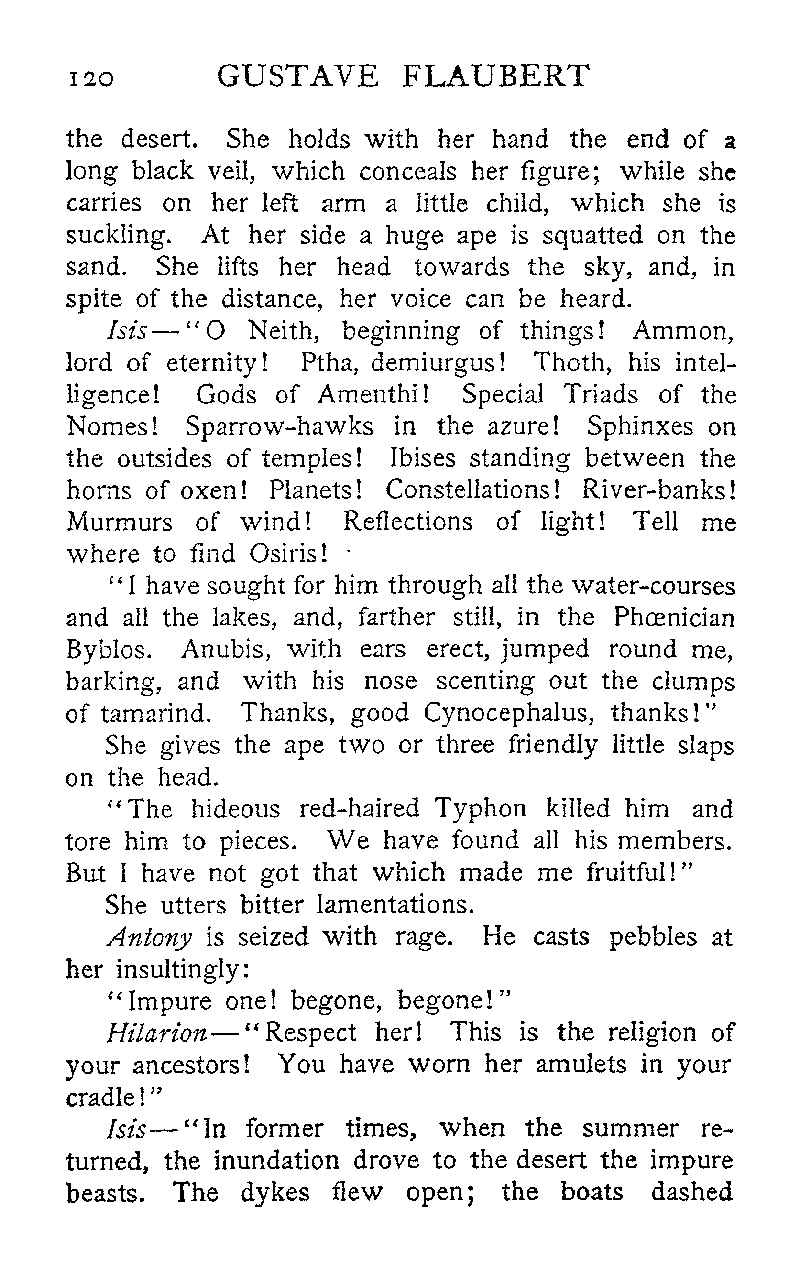 120 GUSTAVE FLAUBERT
the desert. She holds with her hand the end of a
long black veil, which conceals her figure; while she
carries on her left arm a little child, which she is
suckling. At her side a huge ape is squatted on the
sand. She lifts her head towards the sky, and, in
spite of the distance, her voice can be heard.
Isis—"O Neith, beginning of things! Ammon,
lord of eternity! Ptha, demiurgus! Thoth, his intel-
ligence! Gods of Amenthi! Special Triads of the
Nomes! Sparrow-hawks in the azure! Sphinxes on
the outsides of temples! Ibises standing between the
horns of oxen! Planets! Constellations! River-banks!
Murmurs of wind! Reflections of light! Tell me
where to find Osiris!
"I have sought for him through all the water-courses
and all the lakes, and, farther still, in the Phœnician
Byblos. Anubis, with ears erect, jumped round me,
barking, and with his nose scenting out the clumps
of tamarind. Thanks, good Cynocephalus, thanks!"
She gives the ape two or three friendly little slaps
on the head.
"The hideous red-haired Typhon killed him and
tore him to pieces. We have found all his members.
But I have not got that which made me fruitful!"
She utters bitter lamentations.
Antony is seized with rage. He casts pebbles at
her insultingly:
"Impure one! begone, begone!"
Hilarion—"Respect her! This is the religion of
your ancestors! You have worn her amulets in your
cradle!"
Isis—"In former times, when the summer re-
turned, the inundation drove to the desert the impure
beasts. The dykes flew open; the boats dashed